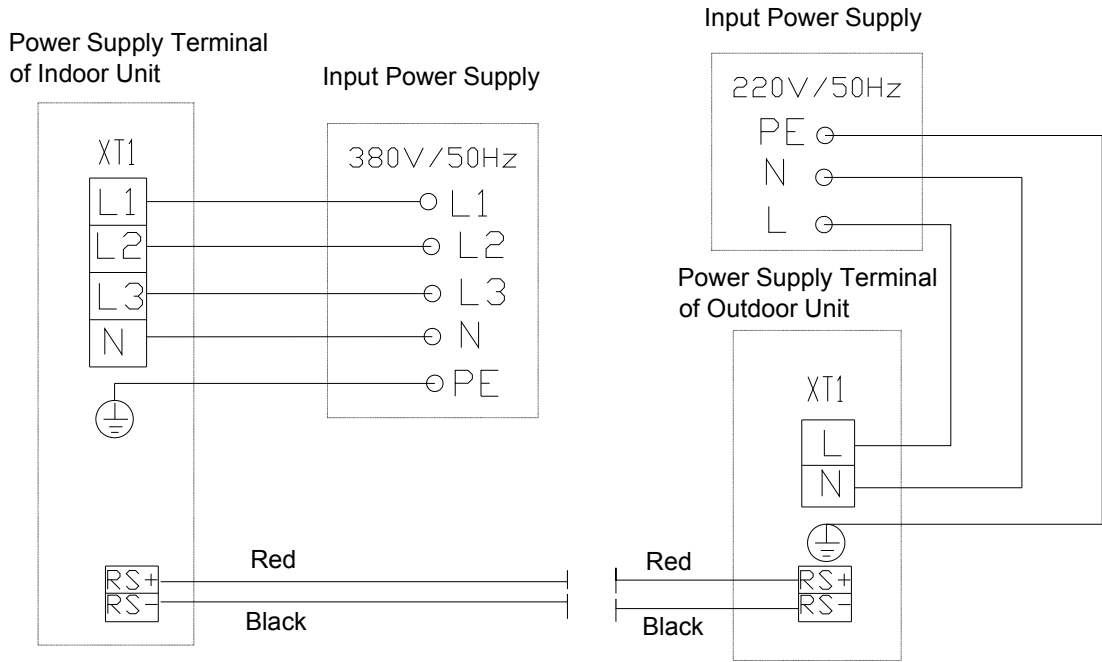 Power Supply Terminal
of Indoor Unit
XT1
L1
L2
L3
N
RS+
RS-
Input Power Supply
380V/50Hz
L1
L2
L3
N
PE
Red
Black
Input Power Supply
220V/50Hz
PE
N
L
Power Supply Terminal
of Outdoor Unit
XT1
L
N
Red
Black
RS+
RS-